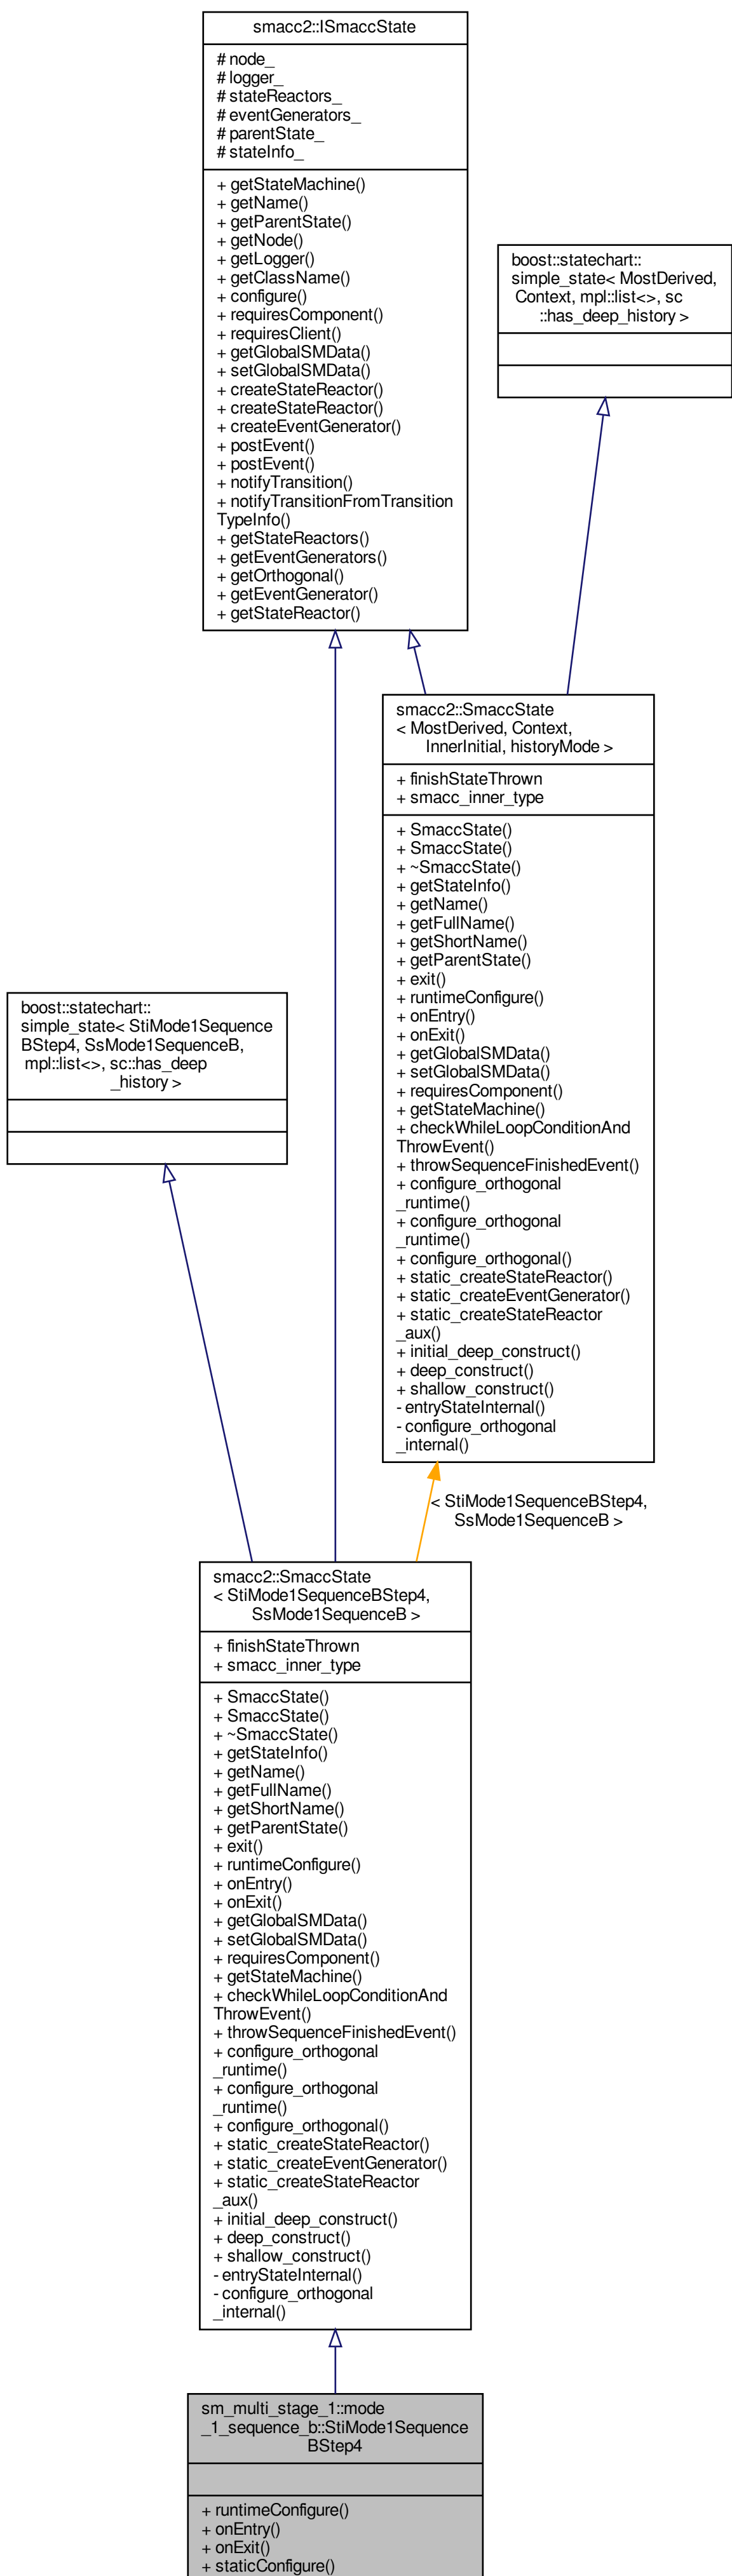 smacc2::ISmaccState
# node_
# logger_
# stateReactors_
# eventGenerators_
# parentState_
# stateInfo_
+ getStateMachine()
+ getName()
+ getParentState()
+ getNode()
+ getLogger()
+ getClassName()
+ configure()
+ requiresComponent()
+ requiresClient()
+ getGlobalSMData()
+ setGlobalSMData()
+ createStateReactor()
+ createStateReactor()
+ createEventGenerator()
+ postEvent()
+ postEvent()
+ notifyTransition()
+ notifyTransitionFromTransition
TypeInfo()
+ getStateReactors()
+ getEventGenerators()
+ getOrthogonal()
+ getEventGenerator()
+ getStateReactor()
boost::statechart::
simple_state< MostDerived,
Context, mpl::list<>, sc
::has_deep_history >
smacc2::SmaccState
< MostDerived, Context,
InnerInitial, historyMode >
+ finishStateThrown
+ smacc_inner_type
+ SmaccState()
+ SmaccState()
+ ~SmaccState()
+ getStateInfo()
+ getName()
+ getFullName()
+ getShortName()
+ getParentState()
+ exit()
+ runtimeConfigure()
+ onEntry()
+ onExit()
+ getGlobalSMData()
+ setGlobalSMData()
+ requiresComponent()
+ getStateMachine()
+ checkWhileLoopConditionAnd
ThrowEvent()
+ throwSequenceFinishedEvent()
+ configure_orthogonal
_runtime()
+ configure_orthogonal
_runtime()
+ configure_orthogonal()
+ static_createStateReactor()
+ static_createEventGenerator()
+ static_createStateReactor
_aux()
+ initial_deep_construct()
+ deep_construct()
+ shallow_construct()
- entryStateInternal()
- configure_orthogonal
_internal()
boost::statechart::
simple_state< StiMode1Sequence
BStep4, SsMode1SequenceB,
mpl::list<>, sc::has_deep
_history >
< StiMode1SequenceBStep4,
SsMode1SequenceB >
smacc2::SmaccState
< StiMode1SequenceBStep4,
SsMode1SequenceB >
+ finishStateThrown
+ smacc_inner_type
+ SmaccState()
+ SmaccState()
+ ~SmaccState()
+ getStateInfo()
+ getName()
+ getFullName()
+ getShortName()
+ getParentState()
+ exit()
+ runtimeConfigure()
+ onEntry()
+ onExit()
+ getGlobalSMData()
+ setGlobalSMData()
+ requiresComponent()
+ getStateMachine()
+ checkWhileLoopConditionAnd
ThrowEvent()
+ throwSequenceFinishedEvent()
+ configure_orthogonal
_runtime()
+ configure_orthogonal
_runtime()
+ configure_orthogonal()
+ static_createStateReactor()
+ static_createEventGenerator()
+ static_createStateReactor
_aux()
+ initial_deep_construct()
+ deep_construct()
+ shallow_construct()
- entryStateInternal()
- configure_orthogonal
_internal()
sm_multi_stage_1::mode
_1_sequence_b::StiMode1Sequence
BStep4
+ runtimeConfigure()
+ onEntry()
+ onExit()
+ staticConfigure()